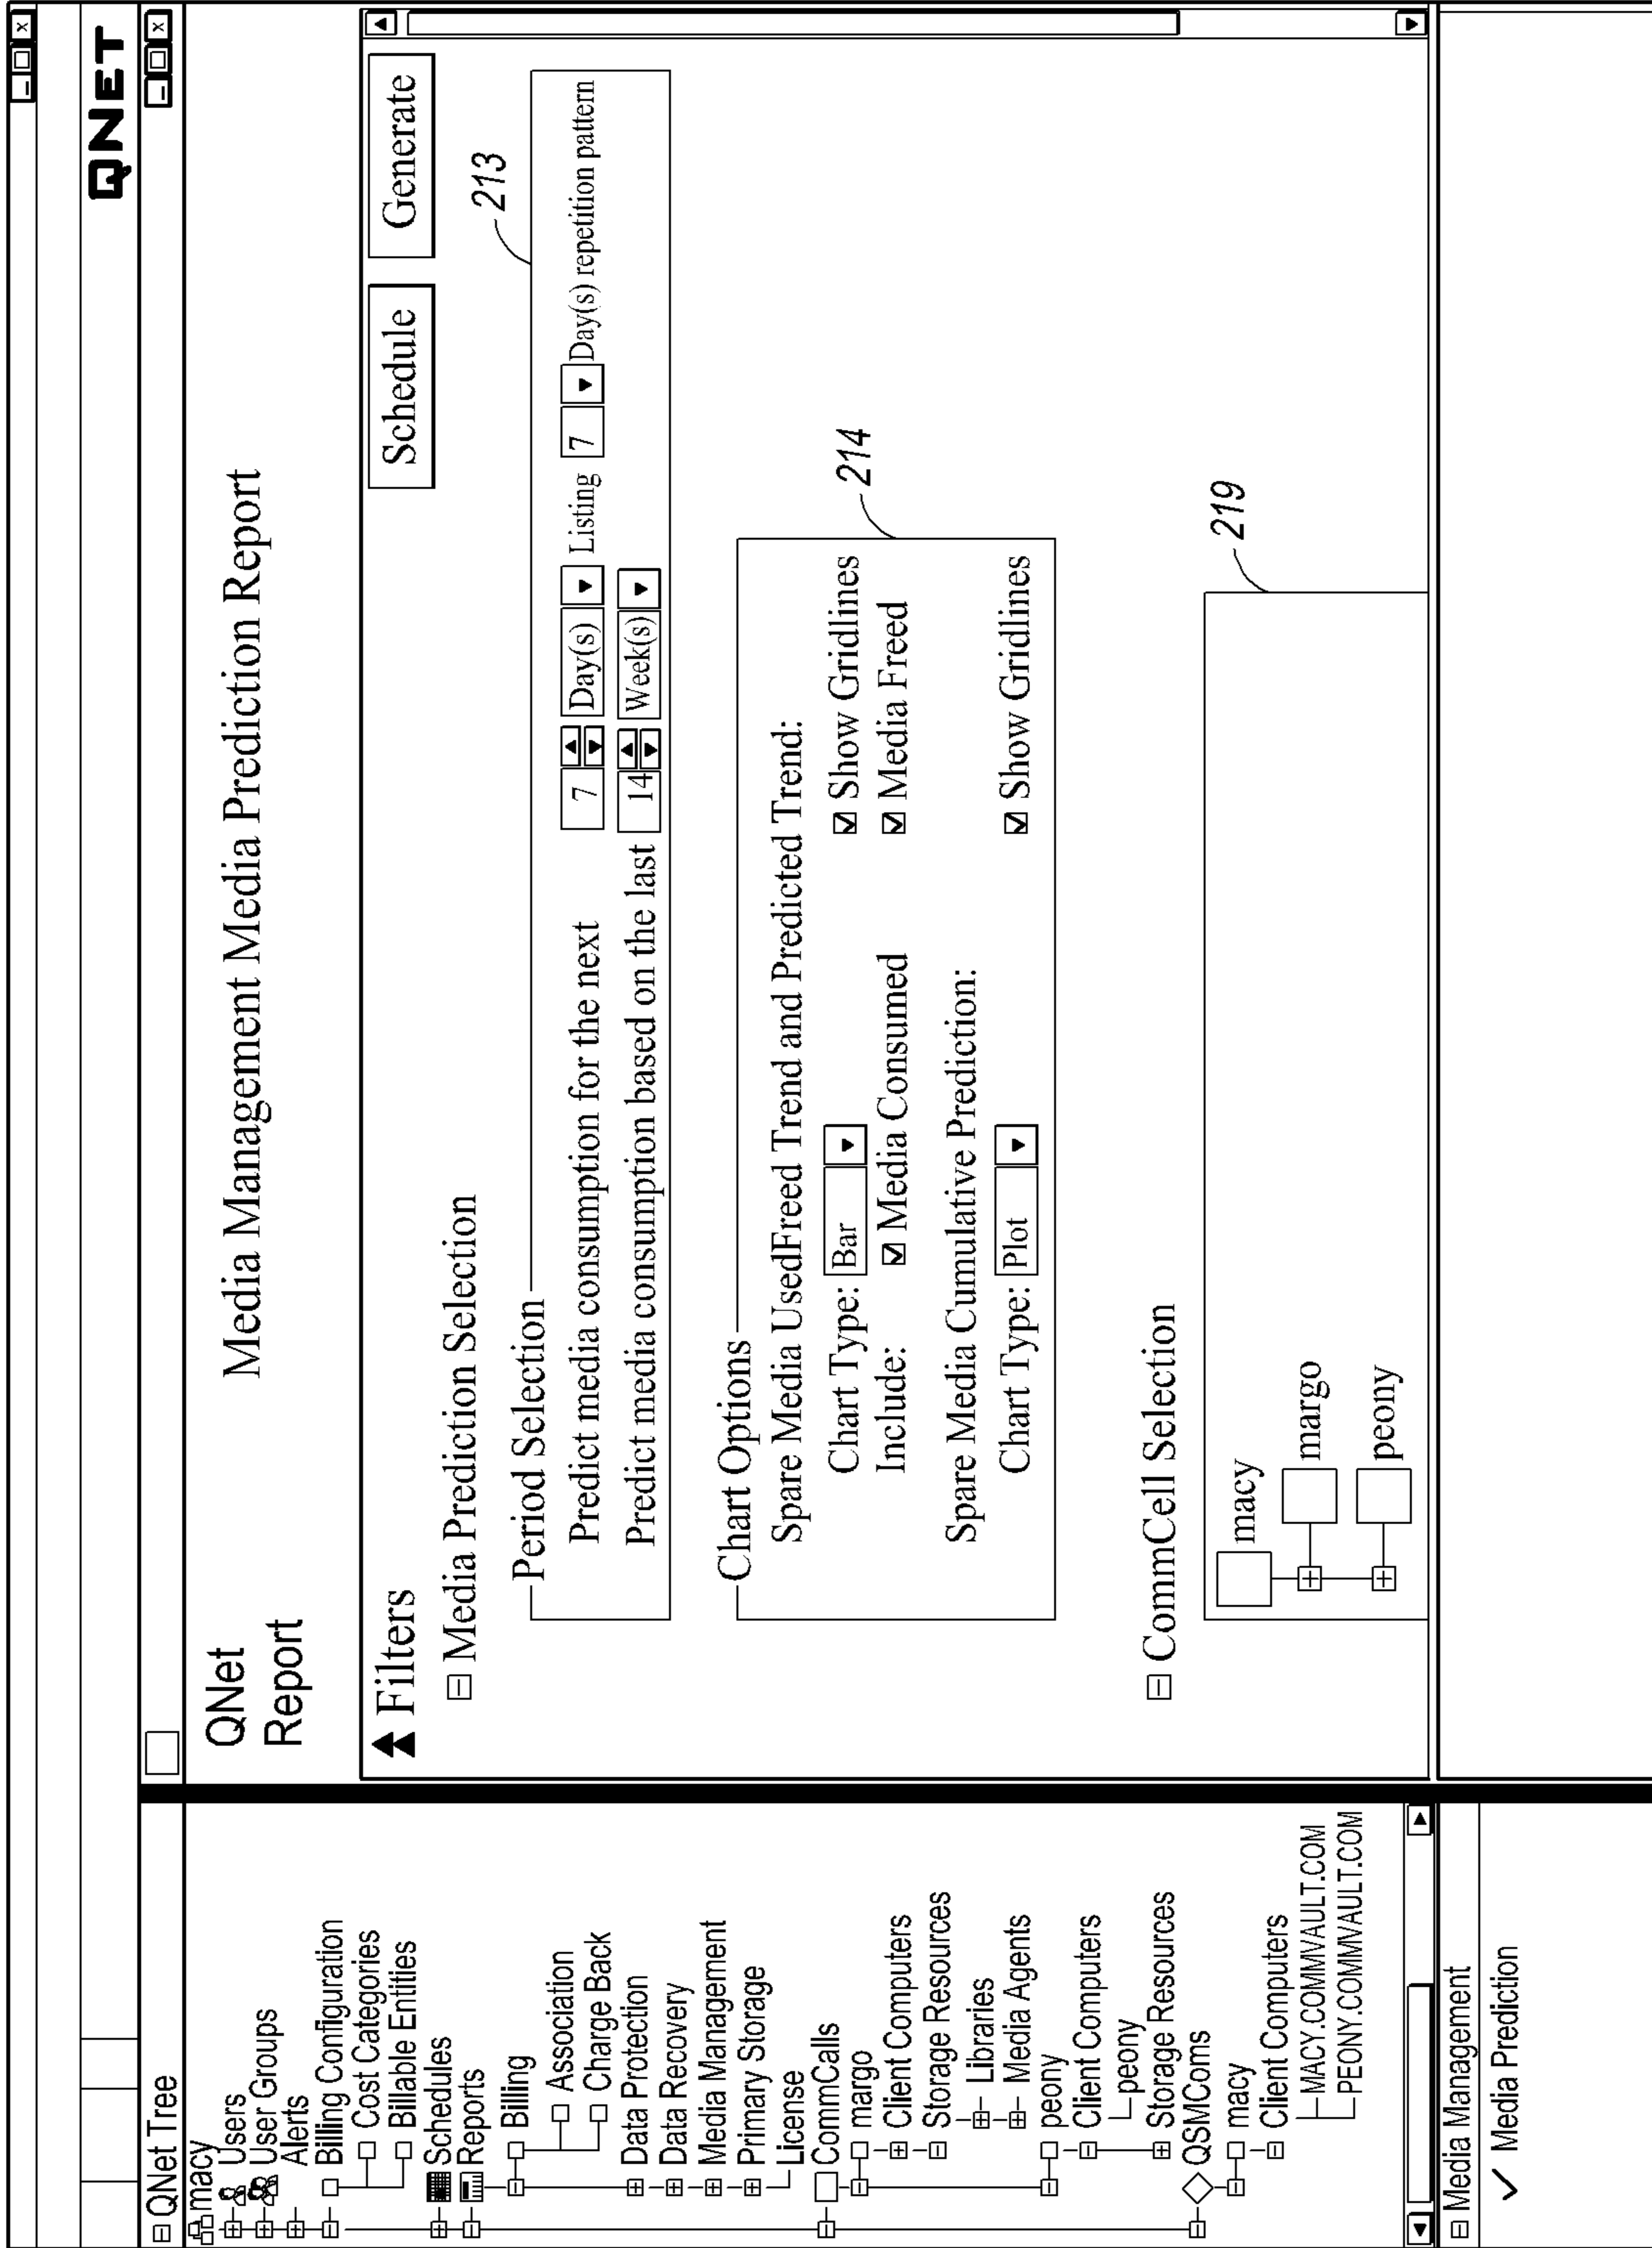 QNET
QNet Tree
macy
Users
User Groups
Alerts
Billing Configuration
Cost Categories
Billable Entities
Schedules
Reports
Billing
Association
Charge Back
Data Protection
Data Recovery
Media Management
Primary Storage
License
CommCalls
margo
Client Computers
Storage Resources
Libraries
Media Agents
peony
Client Computers
peony
Storage Resources
QSMComs
macy
Client Computers
MACY.COMMVAULT.COM
PEONY.COMMVAULT.COM
Media Management
Media Prediction
QNet
Report
Media Management Media Prediction Report
Filters
Schedule Generate
Media Prediction Selection
Period Selection
213
Predict media consumption for the next 7 Day(s) Listing 7 Day(s) repetition pattern
Predict media consumption based on the last 14 Week(s)
Chart Options
214
Spare Media UsedFreed Trend and Predicted Trend:
Chart Type: Bar Show Gridlines
Include: Media Consumed Media Freed
Spare Media Cumulative Prediction:
Chart Type: Plot Show Gridlines
CommCell Selection
219
macy
margo
peony